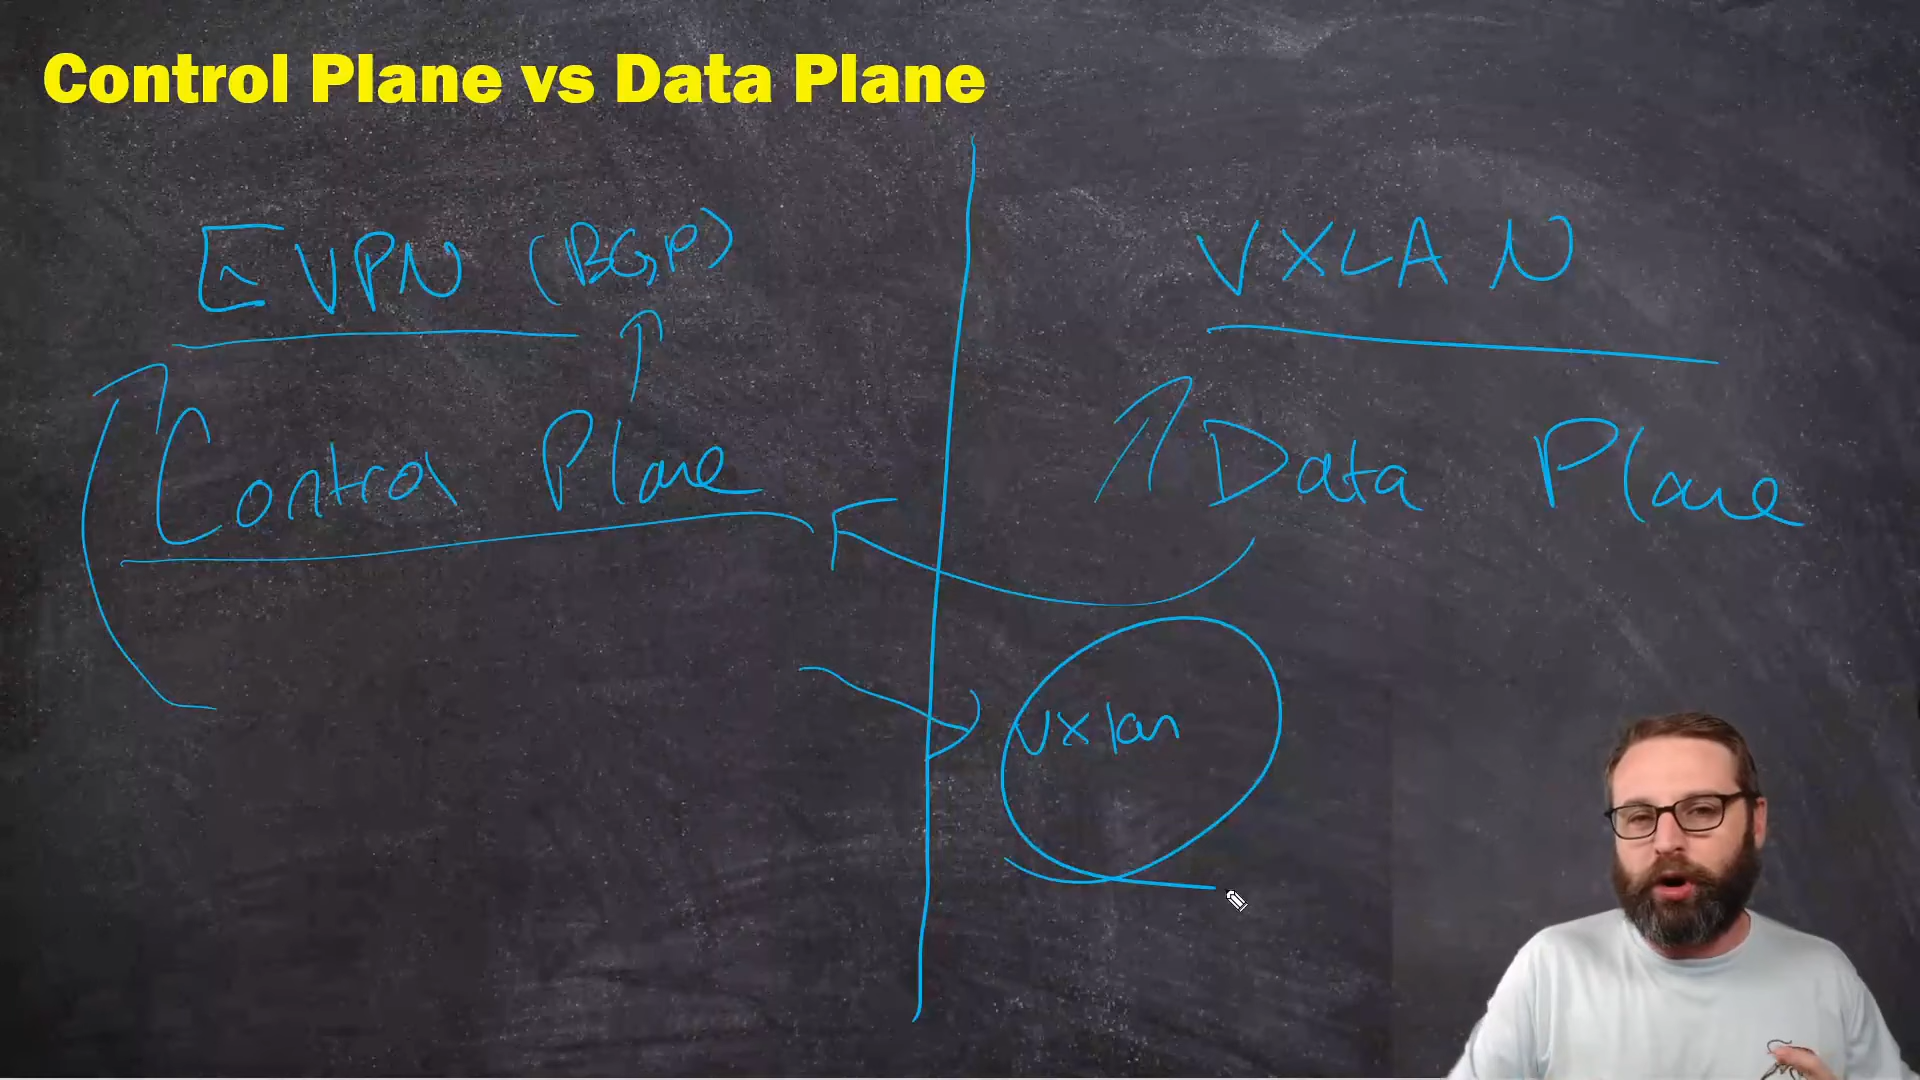 Control Plane vs Data Plane
EVPN (BGP)
Control Plane
VXLAN
Data Plane
vxlan